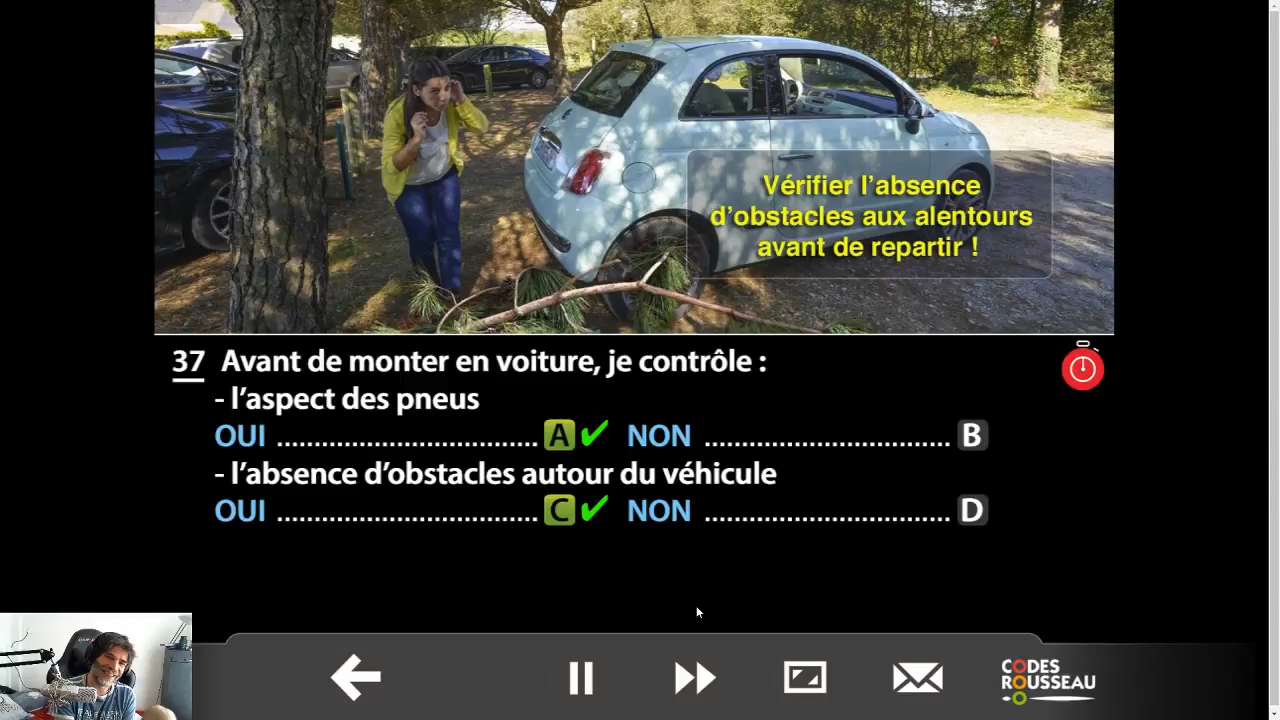 Vérifier l’absence
d’obstacles aux alentours
avant de repartir !
37 Avant de monter en voiture, je contrôle :
- l’aspect des pneus
OUI ................................... A ✔ NON ................................. B
- l’absence d’obstacles autour du véhicule
OUI ................................... C ✔ NON ................................. D
CODES
ROUSSEAU